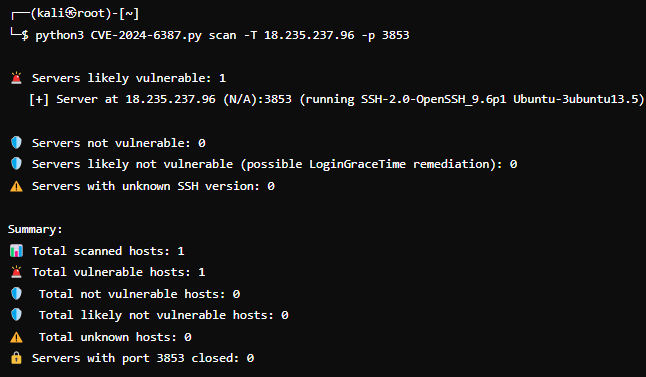 ┌──(kali㉿root)-[~]
└─$ python3 CVE-2024-6387.py scan -T 18.235.237.96 -p 3853
🚨 Servers likely vulnerable: 1
[+] Server at 18.235.237.96 (N/A):3853 (running SSH-2.0-OpenSSH_9.6p1 Ubuntu-3ubuntu13.5)
🛡️ Servers not vulnerable: 0
🛡️ Servers likely not vulnerable (possible LoginGraceTime remediation): 0
⚠️ Servers with unknown SSH version: 0
Summary:
📊 Total scanned hosts: 1
🚨 Total vulnerable hosts: 1
🛡️ Total not vulnerable hosts: 0
🛡️ Total likely not vulnerable hosts: 0
⚠️ Total unknown hosts: 0
🔒 Servers with port 3853 closed: 0